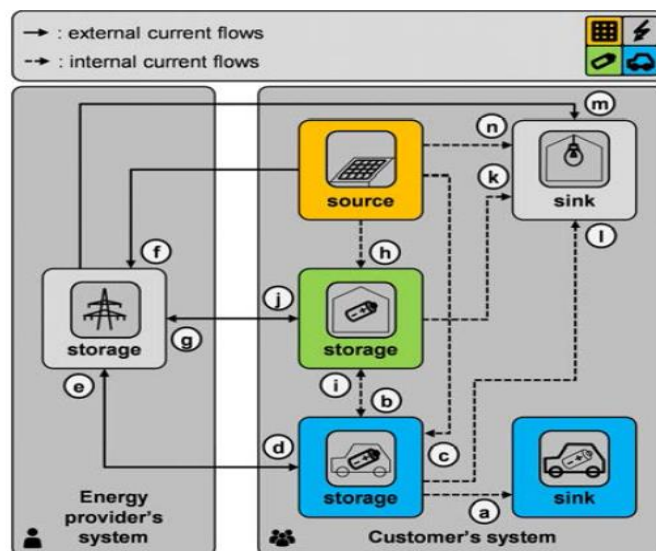 : external current flows
: internal current flows
m
n
k
source
sink
f
h
l
j
storage
g
storage
e
i
b
d
c
storage
a
sink
Energy
provider's
system
Customer's system